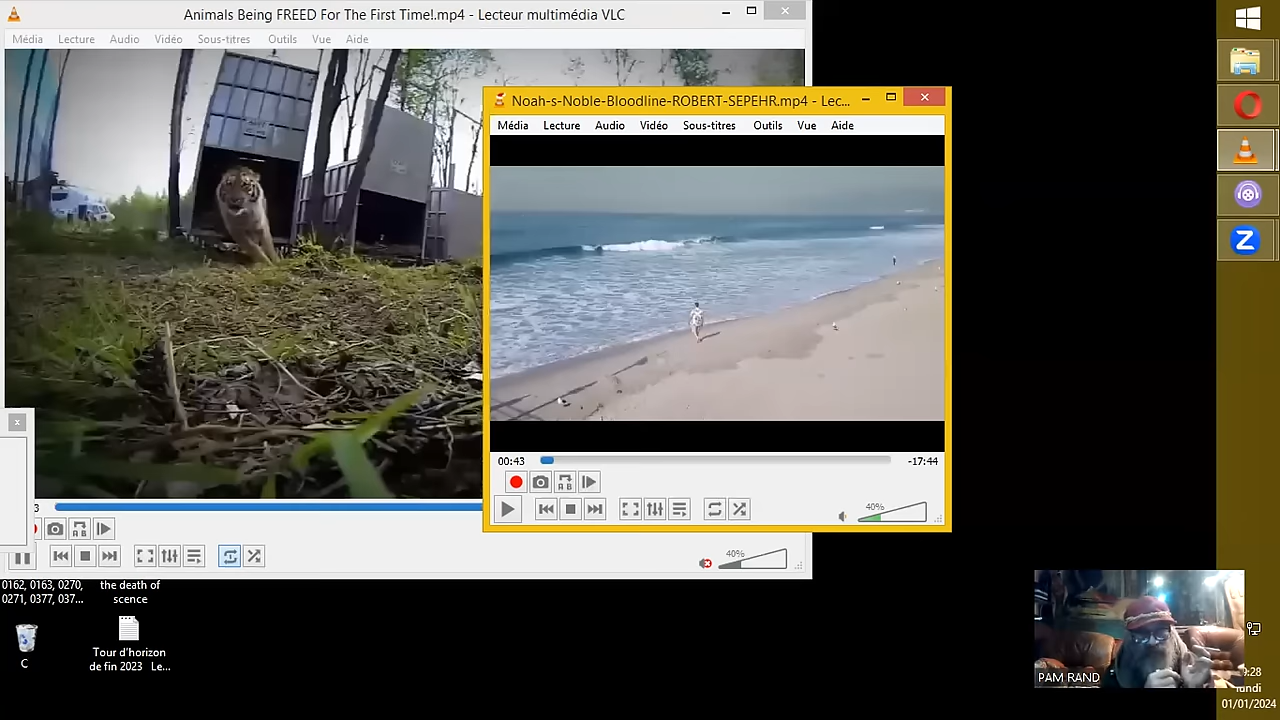 Animals Being FREED For The First Time!.mp4 - Lecteur multimédia VLC
Média Lecture Audio Vidéo Sous-titres Outils Vue Aide
Noah-s-Noble-Bloodline-ROBERT-SEPEHR.mp4 - Lec...
Média Lecture Audio Vidéo Sous-titres Outils Vue Aide
00:43
-17:44
40%
3
40%
0162, 0163, 0270,
0271, 0377, 037...
the death of
scence
C
Tour d'horizon
de fin 2023 Le...
PAM RAND
:28
01/01/2024